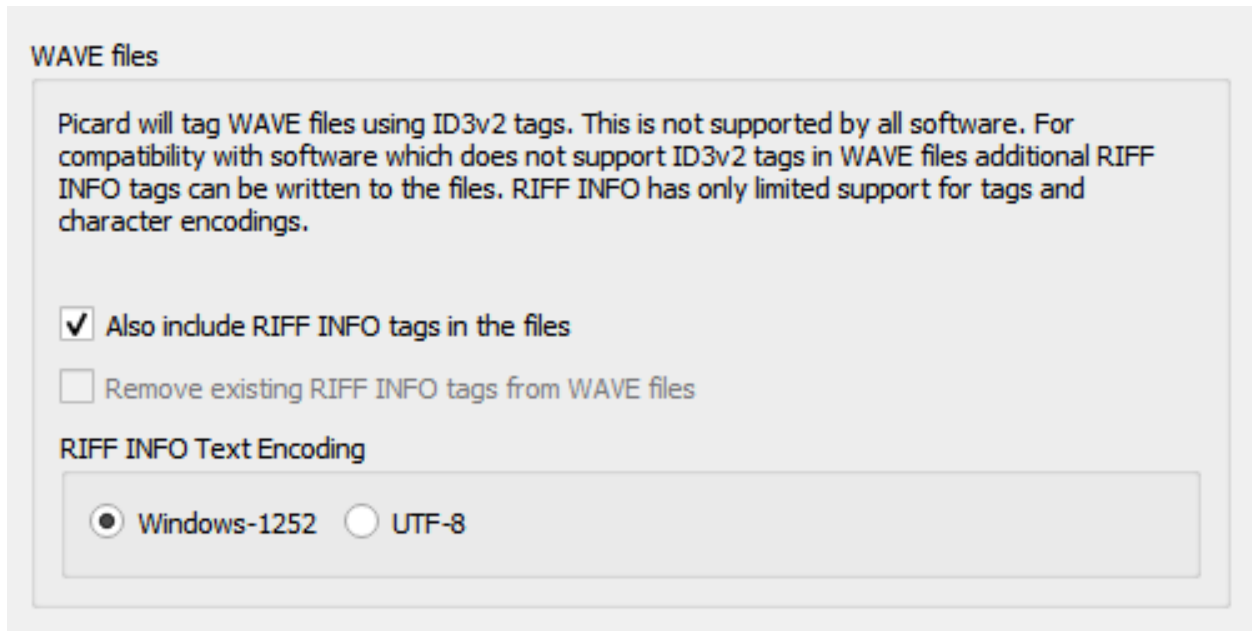 WAVE files
Picard will tag WAVE files using ID3v2 tags. This is not supported by all software. For
compatibility with software which does not support ID3v2 tags in WAVE files additional RIFF
INFO tags can be written to the files. RIFF INFO has only limited support for tags and
character encodings.
Also include RIFF INFO tags in the files
Remove existing RIFF INFO tags from WAVE files
RIFF INFO Text Encoding
Windows-1252 UTF-8